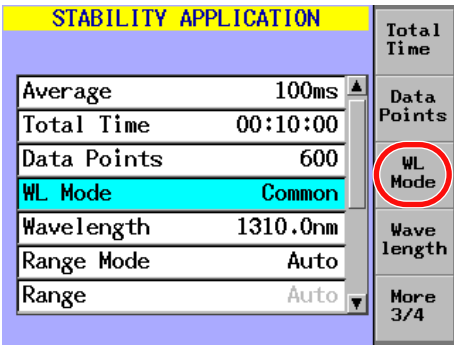 STABILITY APPLICATION
Average 100ms
Total Time 00:10:00
Data Points 600
WL Mode Common
Wavelength 1310.0nm
Range Mode Auto
Range Auto
Total
Time
Data
Points
WL
Mode
Wave
length
More
3/4